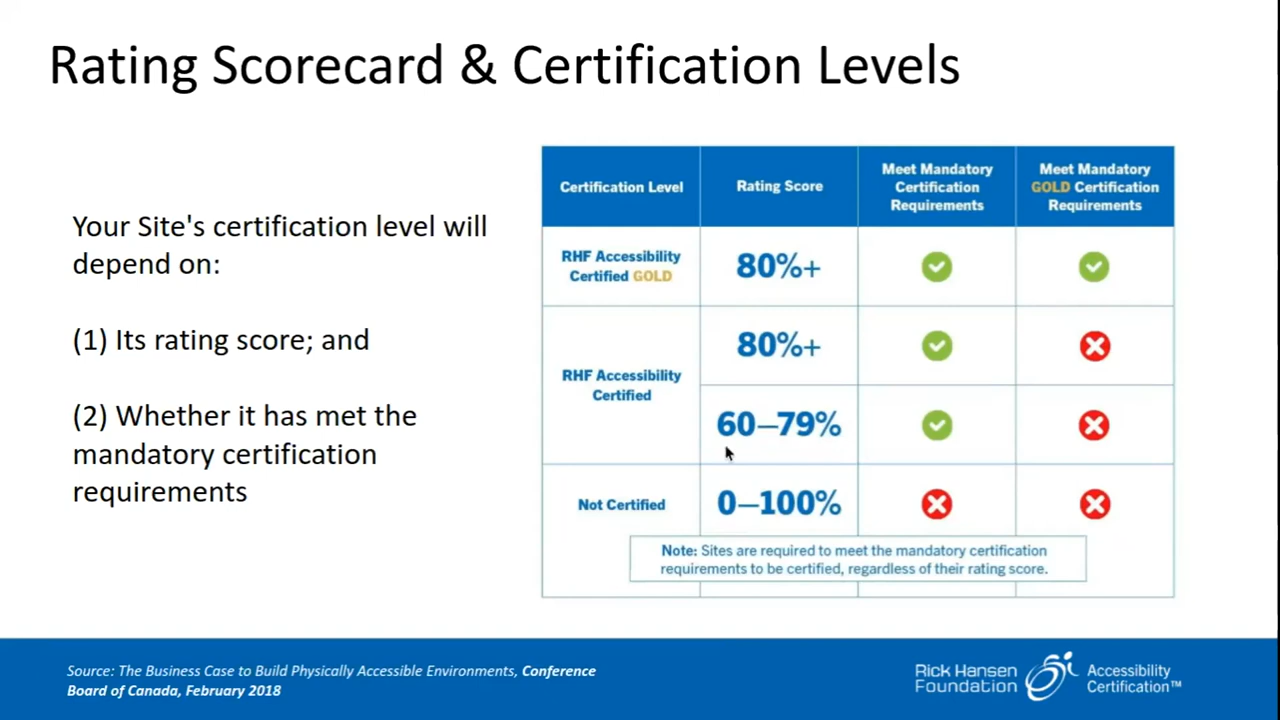 Rating Scorecard & Certification Levels
Your Site's certification level will
depend on:
(1) Its rating score; and
(2) Whether it has met the
mandatory certification
requirements
Certification Level
Rating Score
Meet Mandatory
Certification
Requirements
Meet Mandatory
GOLD Certification
Requirements
RHF Accessibility
Certified GOLD
80%+
RHF Accessibility
Certified
80%+
60–79%
Not Certified
0–100%
Note: Sites are required to meet the mandatory certification
requirements to be certified, regardless of their rating score.
Source: The Business Case to Build Physically Accessible Environments, Conference
Board of Canada, February 2018
Rick Hansen
Foundation
Accessibility
Certification™